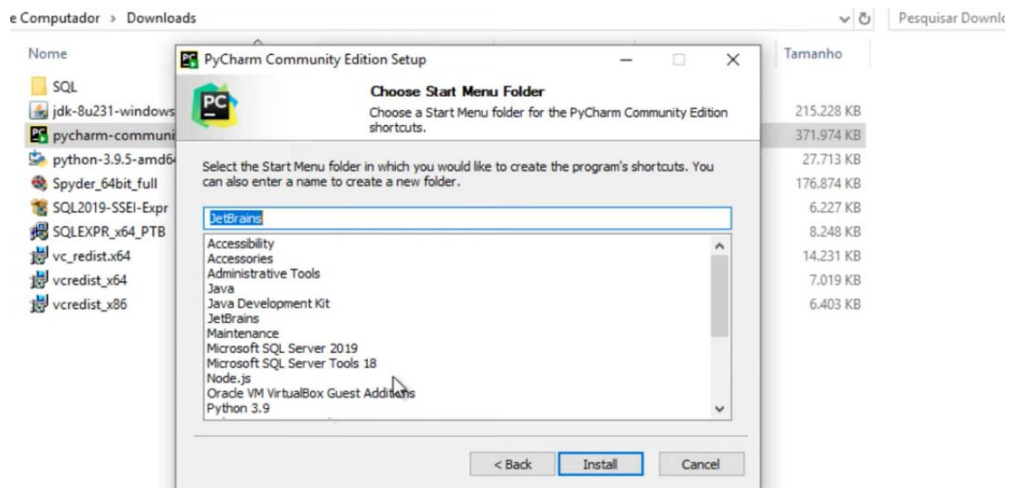 e Computador > Downloads
Pesquisar Downlo
Nome
Tamanho
SQL
jdk-8u231-windows
215.228 KB
pycharm-communi
371.974 KB
python-3.9.5-amd64
27.713 KB
Spyder_64bit_full
176.874 KB
SQL2019-SSEI-Expr
6.227 KB
SQLEXPR_x64_PTB
8.248 KB
vc_redist.x64
14.231 KB
vcredist_x64
7.019 KB
vcredist_x86
6.403 KB
PC PyCharm Community Edition Setup
PC
Choose Start Menu Folder
Choose a Start Menu folder for the PyCharm Community Edition
shortcuts.
Select the Start Menu folder in which you would like to create the program's shortcuts. You
can also enter a name to create a new folder.
JetBrains
Accessibility
Accessories
Administrative Tools
Java
Java Development Kit
JetBrains
Maintenance
Microsoft SQL Server 2019
Microsoft SQL Server Tools 18
Node.js
Oracle VM VirtualBox Guest Additions
Python 3.9
< Back
Install
Cancel